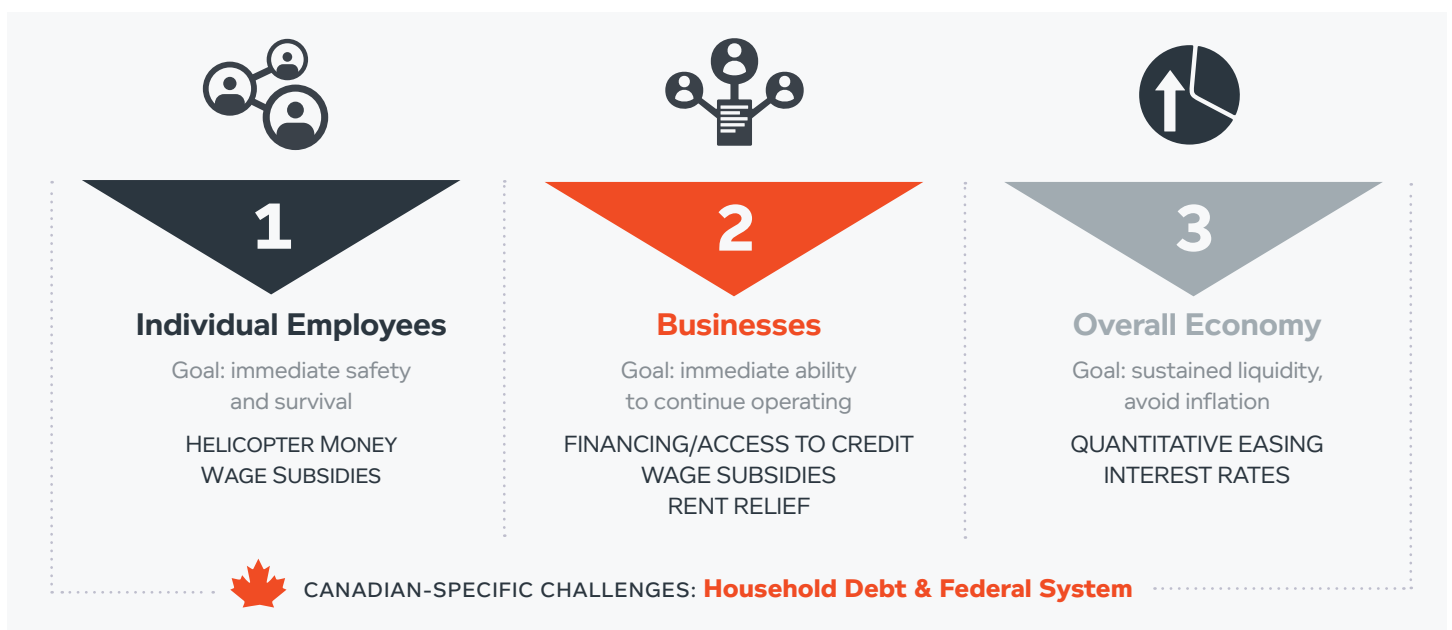 1
Individual Employees
Goal: immediate safety
and survival
HELICOPTER MONEY
WAGE SUBSIDIES
2
Businesses
Goal: immediate ability
to continue operating
FINANCING/ACCESS TO CREDIT
WAGE SUBSIDIES
RENT RELIEF
3
Overall Economy
Goal: sustained liquidity,
avoid inflation
QUANTITATIVE EASING
INTEREST RATES
CANADIAN-SPECIFIC CHALLENGES: Household Debt & Federal System